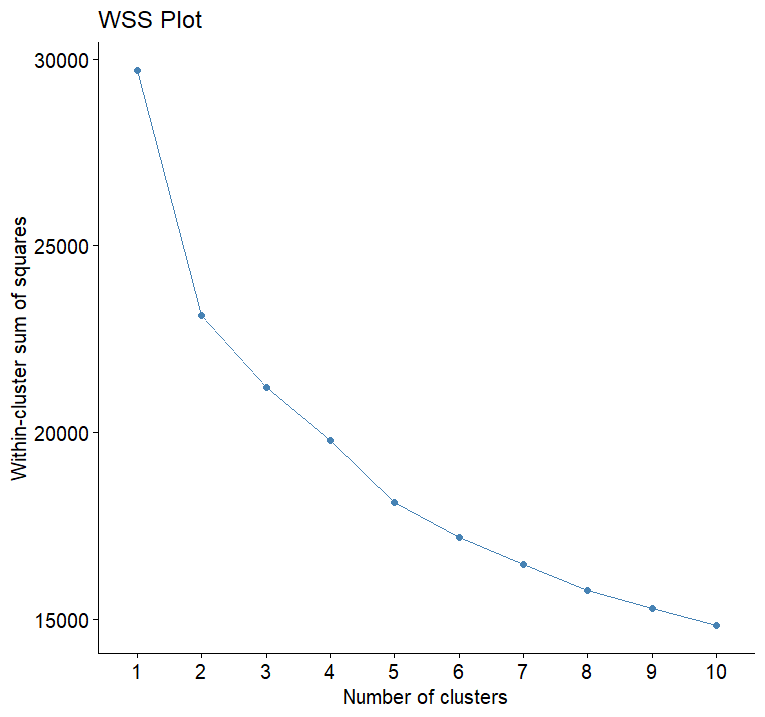 WSS Plot
30000
25000
20000
15000
Within-cluster sum of squares
1 2 3 4 5 6 7 8 9 10
Number of clusters